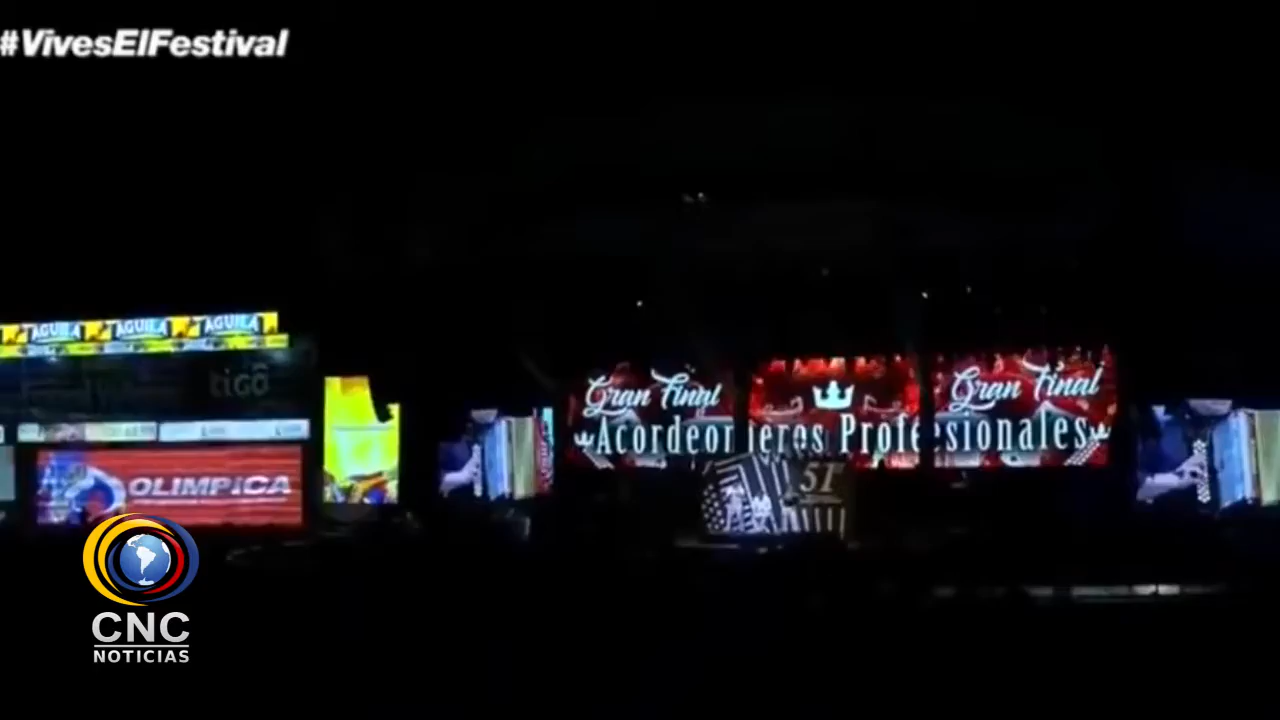 #VivesElFestival
AGUILA AGUILA AGUILA
tigo
OLIMPICA
Gran Final
Gran Final
Acordeoneros Profesionales
51
CNC
NOTICIAS